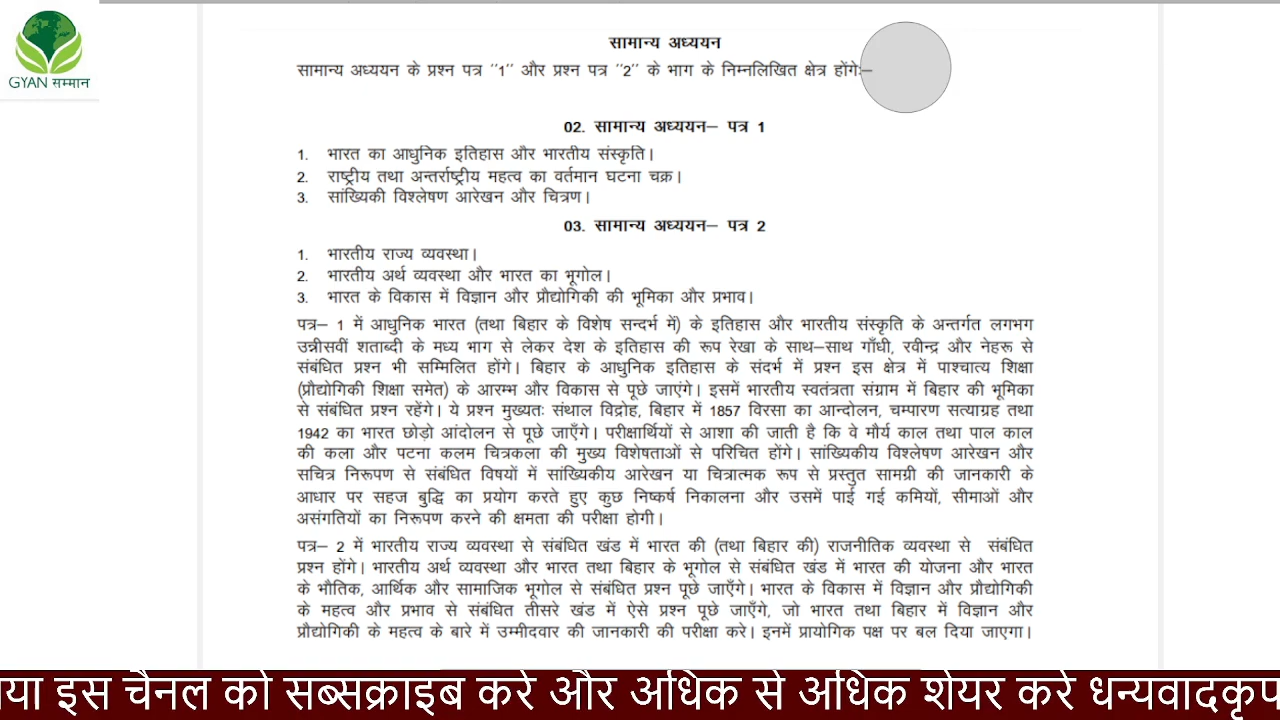 GYAN सम्मान
सामान्य अध्ययन
सामान्य अध्ययन के प्रश्न पत्र ''1'' और प्रश्न पत्र ''2'' के भाग के निम्नलिखित क्षेत्र होंगेः–
02. सामान्य अध्ययन– पत्र 1
1. भारत का आधुनिक इतिहास और भारतीय संस्कृति।
2. राष्ट्रीय तथा अन्तर्राष्ट्रीय महत्व का वर्तमान घटना चक्र।
3. सांख्यिकी विश्लेषण आरेखन और चित्रण।
03. सामान्य अध्ययन– पत्र 2
1. भारतीय राज्य व्यवस्था।
2. भारतीय अर्थ व्यवस्था और भारत का भूगोल।
3. भारत के विकास में विज्ञान और प्रौद्योगिकी की भूमिका और प्रभाव।
पत्र– 1 में आधुनिक भारत (तथा बिहार के विशेष सन्दर्भ में) के इतिहास और भारतीय संस्कृति के अन्तर्गत लगभग
उन्नीसवीं शताब्दी के मध्य भाग से लेकर देश के इतिहास की रूप रेखा के साथ–साथ गाँधी, रवीन्द्र और नेहरू से
संबंधित प्रश्न भी सम्मिलित होंगे। बिहार के आधुनिक इतिहास के संदर्भ में प्रश्न इस क्षेत्र में पाश्चात्य शिक्षा
(प्रौद्योगिकी शिक्षा समेत) के आरम्भ और विकास से पूछे जाएंगे। इसमें भारतीय स्वतंत्रता संग्राम में बिहार की भूमिका
से संबंधित प्रश्न रहेंगे। ये प्रश्न मुख्यतः संथाल विद्रोह, बिहार में 1857 विरसा का आन्दोलन, चम्पारण सत्याग्रह तथा
1942 का भारत छोड़ो आंदोलन से पूछे जाएँगे। परीक्षार्थियों से आशा की जाती है कि वे मौर्य काल तथा पाल काल
की कला और पटना कलम चित्रकला की मुख्य विशेषताओं से परिचित होंगे। सांख्यिकीय विश्लेषण आरेखन और
सचित्र निरूपण से संबंधित विषयों में सांख्यिकीय आरेखन या चित्रात्मक रूप से प्रस्तुत सामग्री की जानकारी के
आधार पर सहज बुद्धि का प्रयोग करते हुए कुछ निष्कर्ष निकालना और उसमें पाई गई कमियों, सीमाओं और
असंगतियों का निरूपण करने की क्षमता की परीक्षा होगी।
पत्र– 2 में भारतीय राज्य व्यवस्था से संबंधित खंड में भारत की (तथा बिहार की) राजनीतिक व्यवस्था से संबंधित
प्रश्न होंगे। भारतीय अर्थ व्यवस्था और भारत तथा बिहार के भूगोल से संबंधित खंड में भारत की योजना और भारत
के भौतिक, आर्थिक और सामाजिक भूगोल से संबंधित प्रश्न पूछे जाएँगे। भारत के विकास में विज्ञान और प्रौद्योगिकी
के महत्व और प्रभाव से संबंधित तीसरे खंड में ऐसे प्रश्न पूछे जाएँगे, जो भारत तथा बिहार में विज्ञान और
प्रौद्योगिकी के महत्व के बारे में उम्मीदवार की जानकारी की परीक्षा करे। इनमें प्रायोगिक पक्ष पर बल दिया जाएगा।
या इस चैनल को सब्सक्राइब करे और अधिक से अधिक शेयर करे धन्यवादकृप